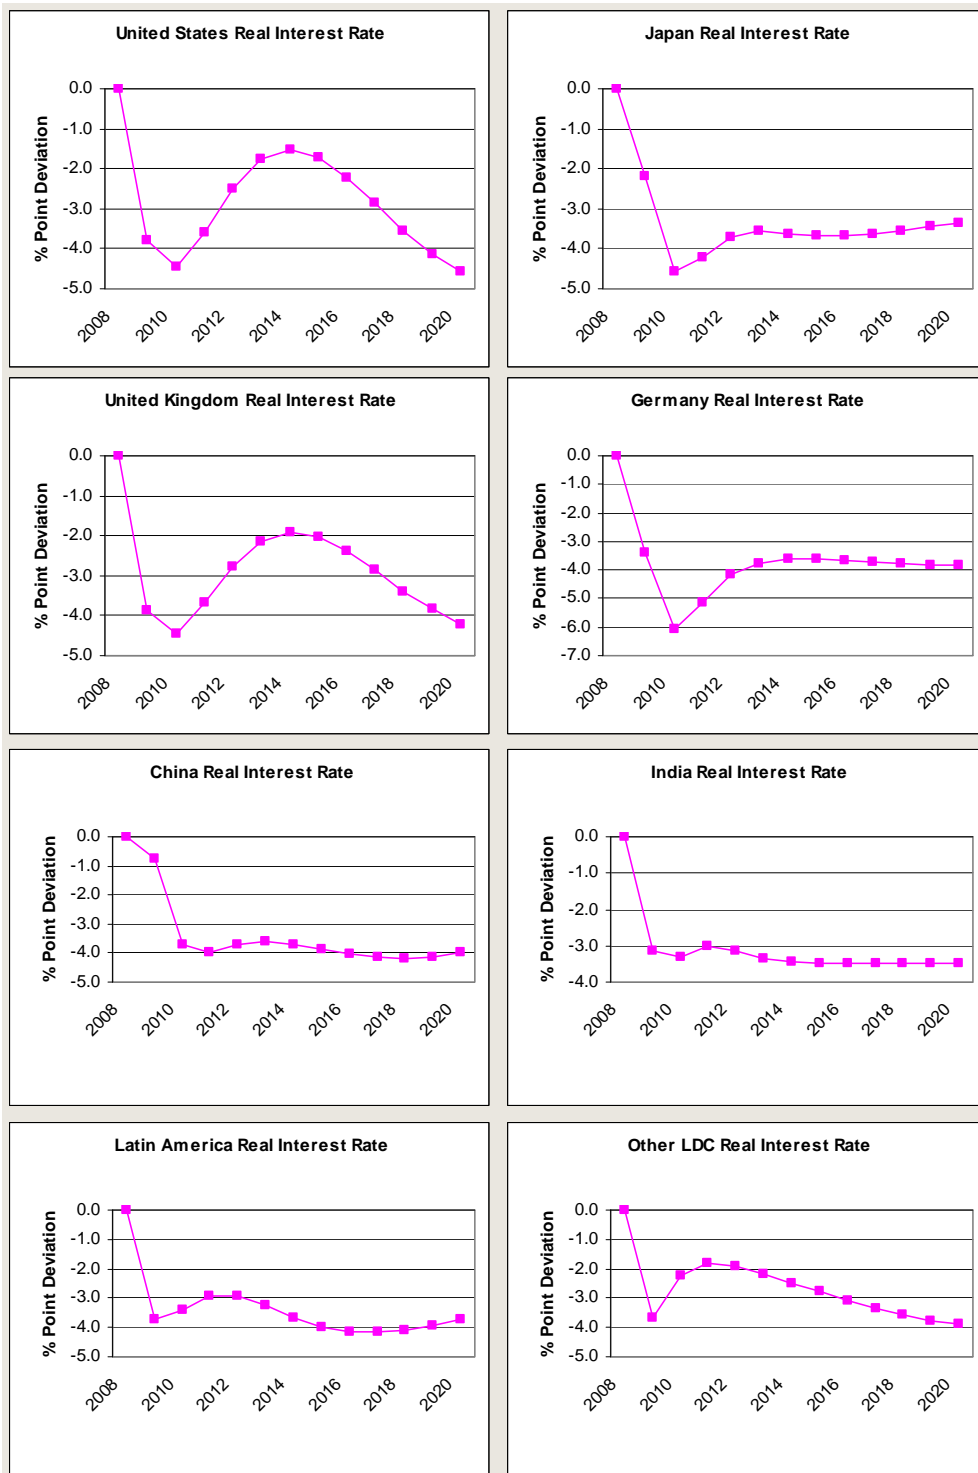 United States Real Interest Rate
% Point Deviation
0.0
-1.0
-2.0
-3.0
-4.0
-5.0
2008 2010 2012 2014 2016 2018 2020
Japan Real Interest Rate
% Point Deviation
0.0
-1.0
-2.0
-3.0
-4.0
-5.0
2008 2010 2012 2014 2016 2018 2020
United Kingdom Real Interest Rate
% Point Deviation
0.0
-1.0
-2.0
-3.0
-4.0
-5.0
2008 2010 2012 2014 2016 2018 2020
Germany Real Interest Rate
% Point Deviation
0.0
-1.0
-2.0
-3.0
-4.0
-5.0
-6.0
-7.0
2008 2010 2012 2014 2016 2018 2020
China Real Interest Rate
% Point Deviation
0.0
-1.0
-2.0
-3.0
-4.0
-5.0
2008 2010 2012 2014 2016 2018 2020
India Real Interest Rate
% Point Deviation
0.0
-1.0
-2.0
-3.0
-4.0
2008 2010 2012 2014 2016 2018 2020
Latin America Real Interest Rate
% Point Deviation
0.0
-1.0
-2.0
-3.0
-4.0
-5.0
2008 2010 2012 2014 2016 2018 2020
Other LDC Real Interest Rate
% Point Deviation
0.0
-1.0
-2.0
-3.0
-4.0
-5.0
2008 2010 2012 2014 2016 2018 2020